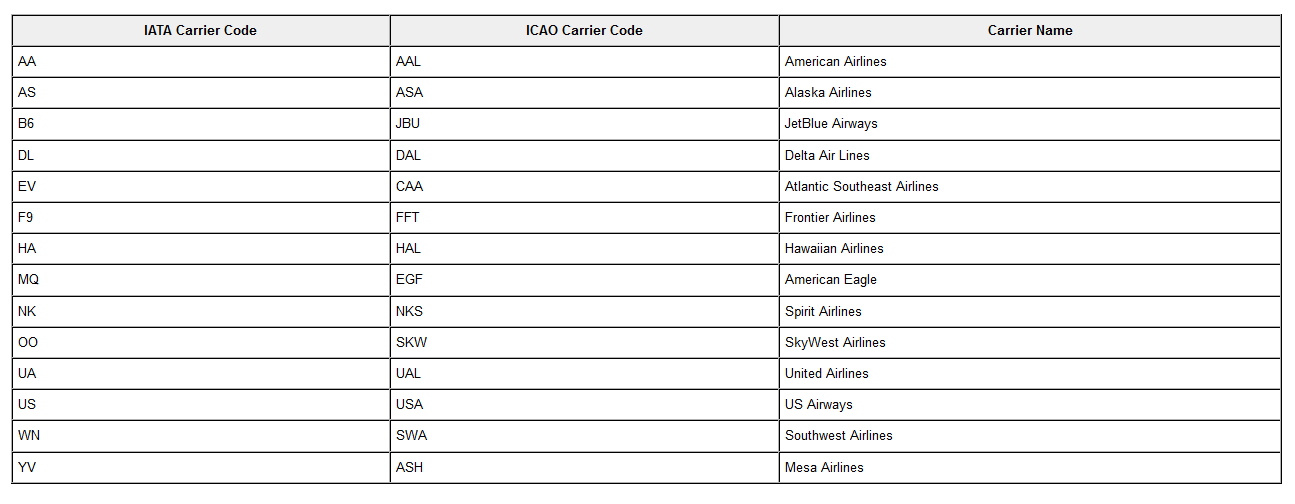 IATA Carrier Code ICAO Carrier Code Carrier Name
AA AAL American Airlines
AS ASA Alaska Airlines
B6 JBU JetBlue Airways
DL DAL Delta Air Lines
EV CAA Atlantic Southeast Airlines
F9 FFT Frontier Airlines
HA HAL Hawaiian Airlines
MQ EGF American Eagle
NK NKS Spirit Airlines
OO SKW SkyWest Airlines
UA UAL United Airlines
US USA US Airways
WN SWA Southwest Airlines
YV ASH Mesa Airlines